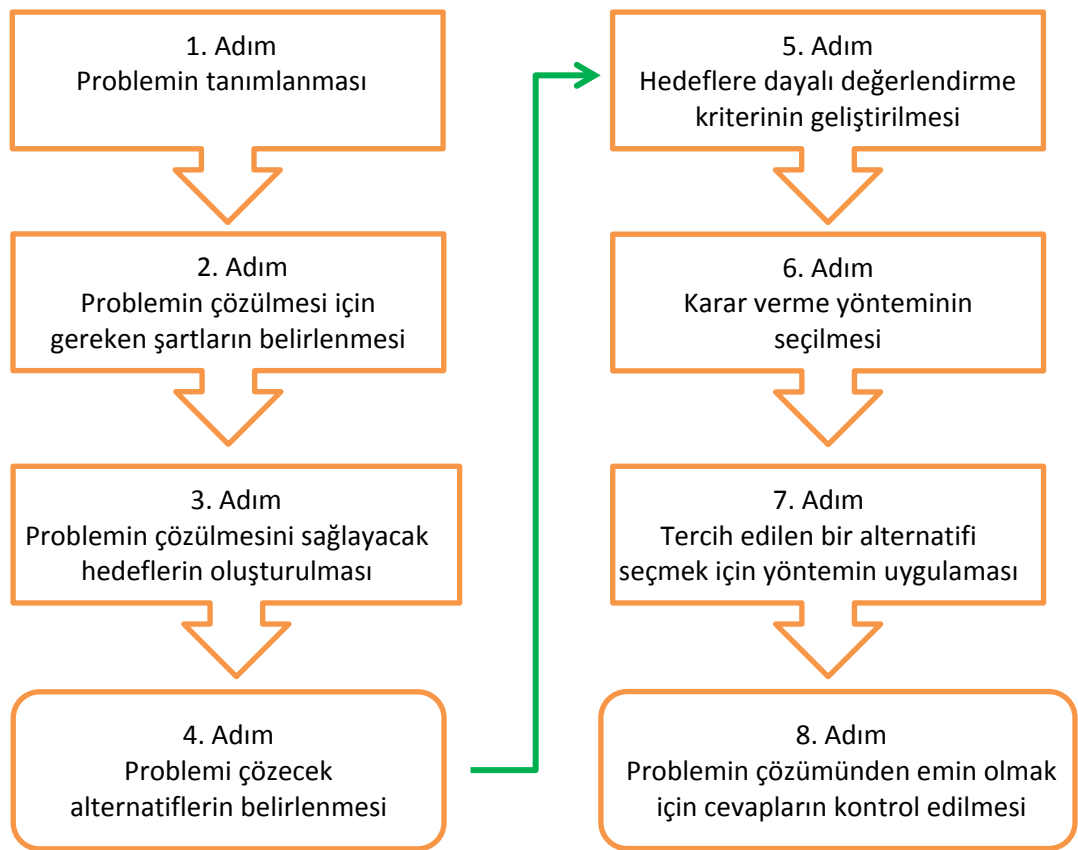 1. Adım
Problemin tanımlanması
2. Adım
Problemin çözülmesi için
gereken şartların belirlenmesi
3. Adım
Problemin çözülmesini sağlayacak
hedeflerin oluşturulması
4. Adım
Problemi çözecek
alternatiflerin belirlenmesi
5. Adım
Hedeflere dayalı değerlendirme
kriterinin geliştirilmesi
6. Adım
Karar verme yönteminin
seçilmesi
7. Adım
Tercih edilen bir alternatifi
seçmek için yöntemin uygulaması
8. Adım
Problemin çözümünden emin olmak
için cevapların kontrol edilmesi